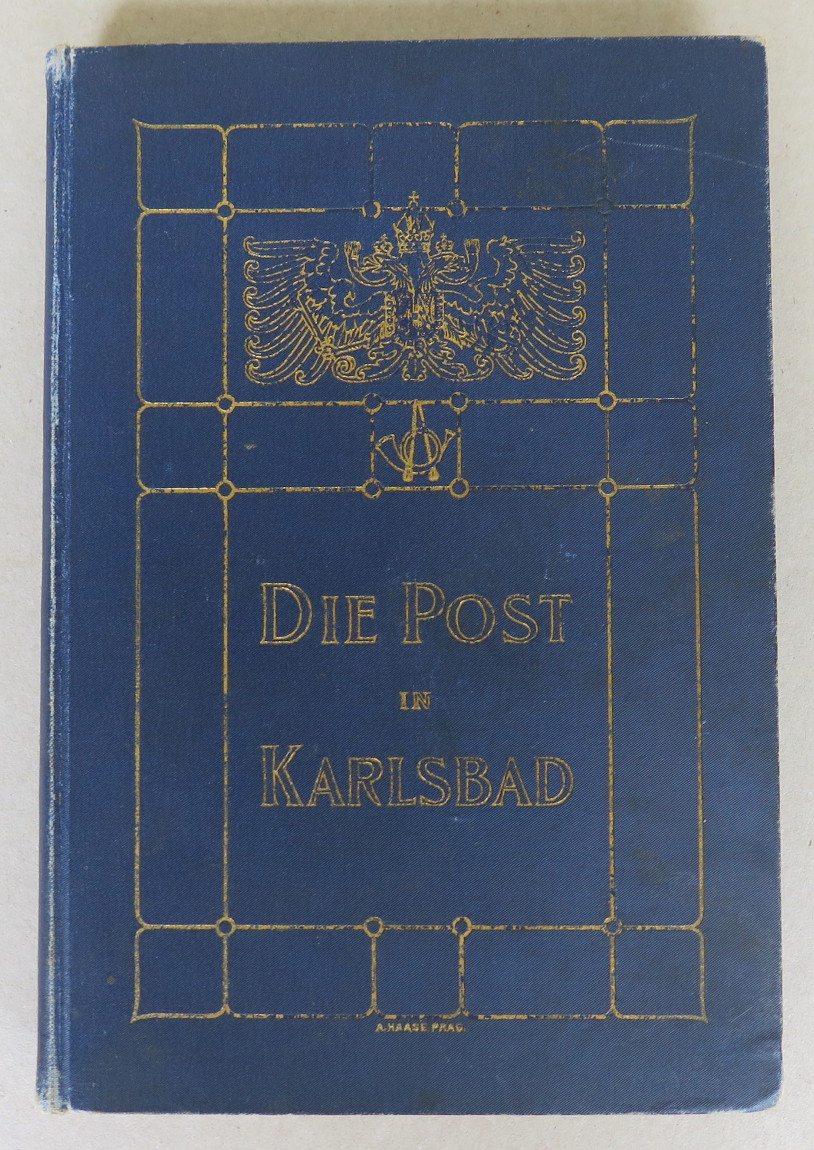 DIE POST
IN
KARLSBAD
A. HAASE PRAG.